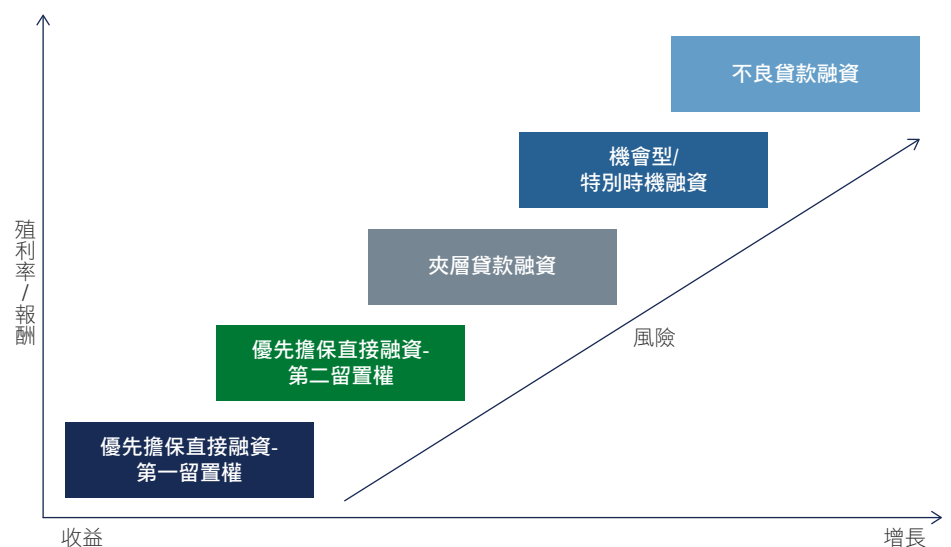 不良貸款融資
機會型/
特別時機融資
殖利率/報酬
夾層貸款融資
風險
優先擔保直接融資-
第二留置權
優先擔保直接融資-
第一留置權
收益
增長